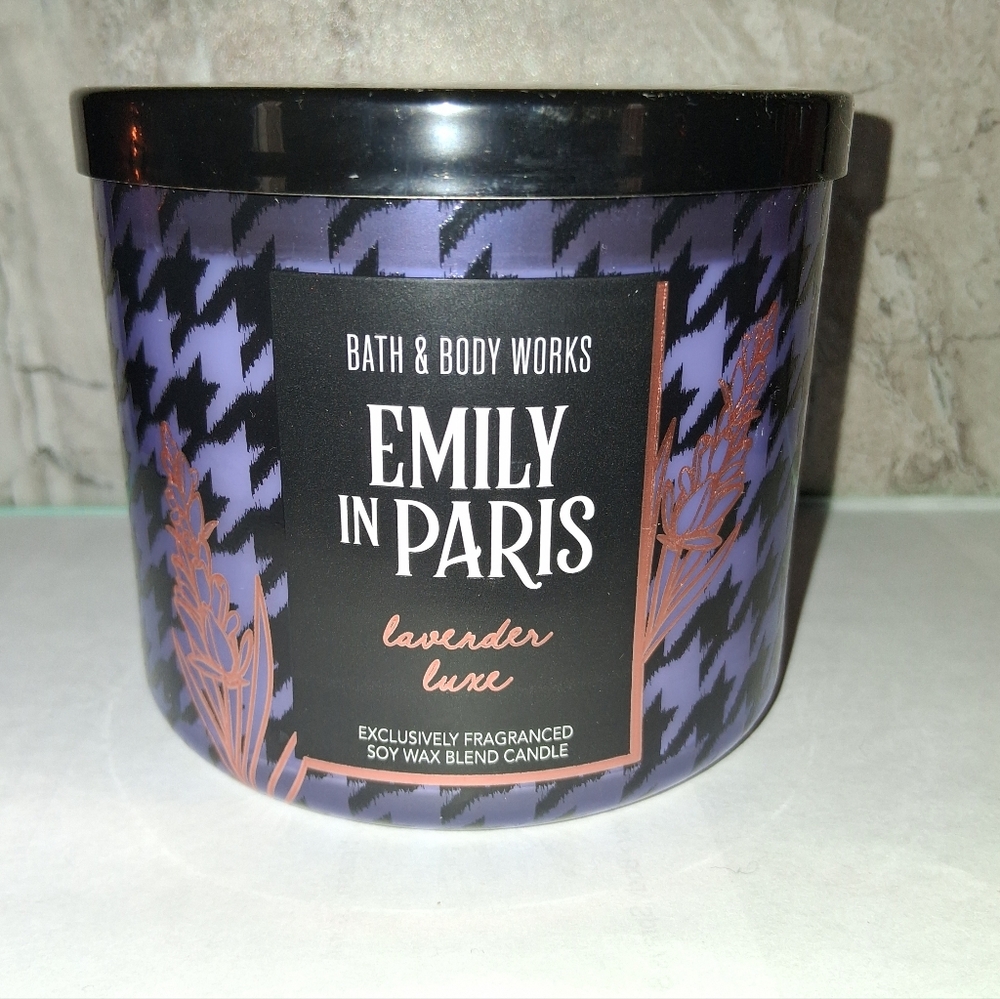 BATH & BODY WORKS
EMILY
IN PARIS
lavender
luxe
EXCLUSIVELY FRAGRANCED
SOY WAX BLEND CANDLE